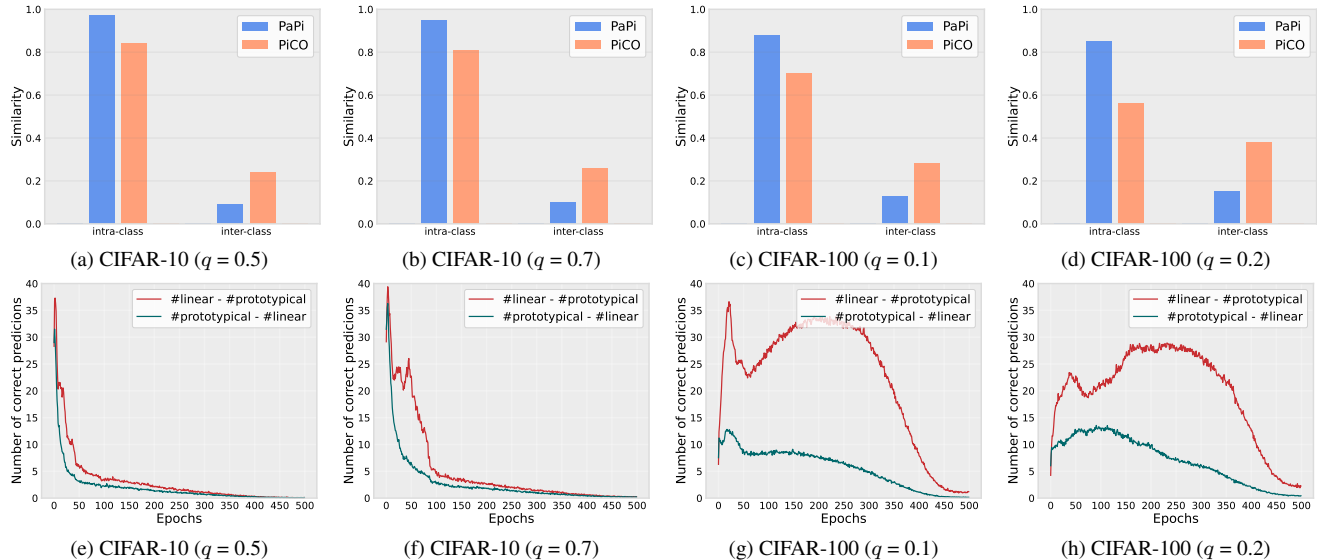 1.0
0.8
0.6
0.4
0.2
0.0
Similarity
PaPi
PiCO
intra-class
inter-class
(a) CIFAR-10 (q = 0.5)
1.0
0.8
0.6
0.4
0.2
0.0
Similarity
PaPi
PiCO
intra-class
inter-class
(b) CIFAR-10 (q = 0.7)
1.0
0.8
0.6
0.4
0.2
0.0
Similarity
PaPi
PiCO
intra-class
inter-class
(c) CIFAR-100 (q = 0.1)
1.0
0.8
0.6
0.4
0.2
0.0
Similarity
PaPi
PiCO
intra-class
inter-class
(d) CIFAR-100 (q = 0.2)
40
35
30
25
20
15
10
5
0
Number of correct predicions
#linear - #prototypical
#prototypical - #linear
0 50 100 150 200 250 300 350 400 450 500
Epochs
(e) CIFAR-10 (q = 0.5)
40
35
30
25
20
15
10
5
0
Number of correct predicions
#linear - #prototypical
#prototypical - #linear
0 50 100 150 200 250 300 350 400 450 500
Epochs
(f) CIFAR-10 (q = 0.7)
40
35
30
25
20
15
10
5
0
Number of correct predicions
#linear - #prototypical
#prototypical - #linear
0 50 100 150 200 250 300 350 400 450 500
Epochs
(g) CIFAR-100 (q = 0.1)
40
35
30
25
20
15
10
5
0
Number of correct predicions
#linear - #prototypical
#prototypical - #linear
0 50 100 150 200 250 300 350 400 450 500
Epochs
(h) CIFAR-100 (q = 0.2)